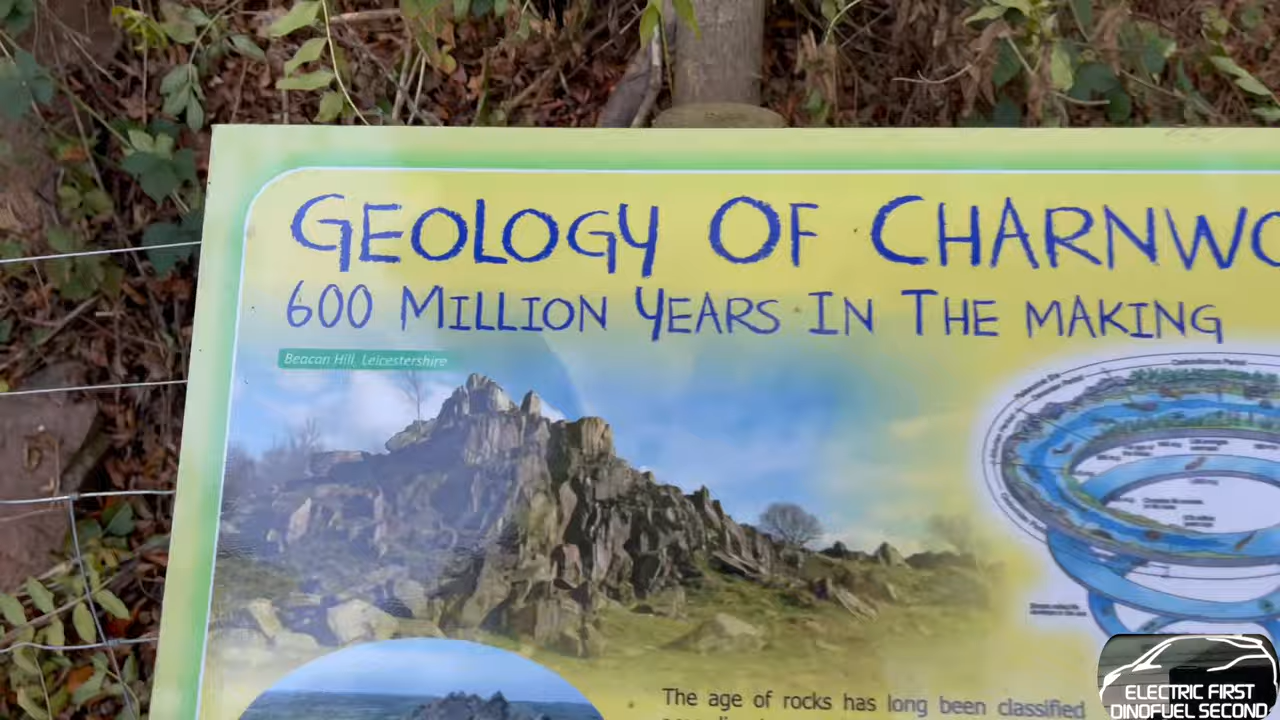 GEOLOGY OF CHARNWO
600 MILLION YEARS IN THE MAKING
Beacon Hill, Leicestershire
The age of rocks has long been classified
ELECTRIC FIRST
DINOFUEL SECOND